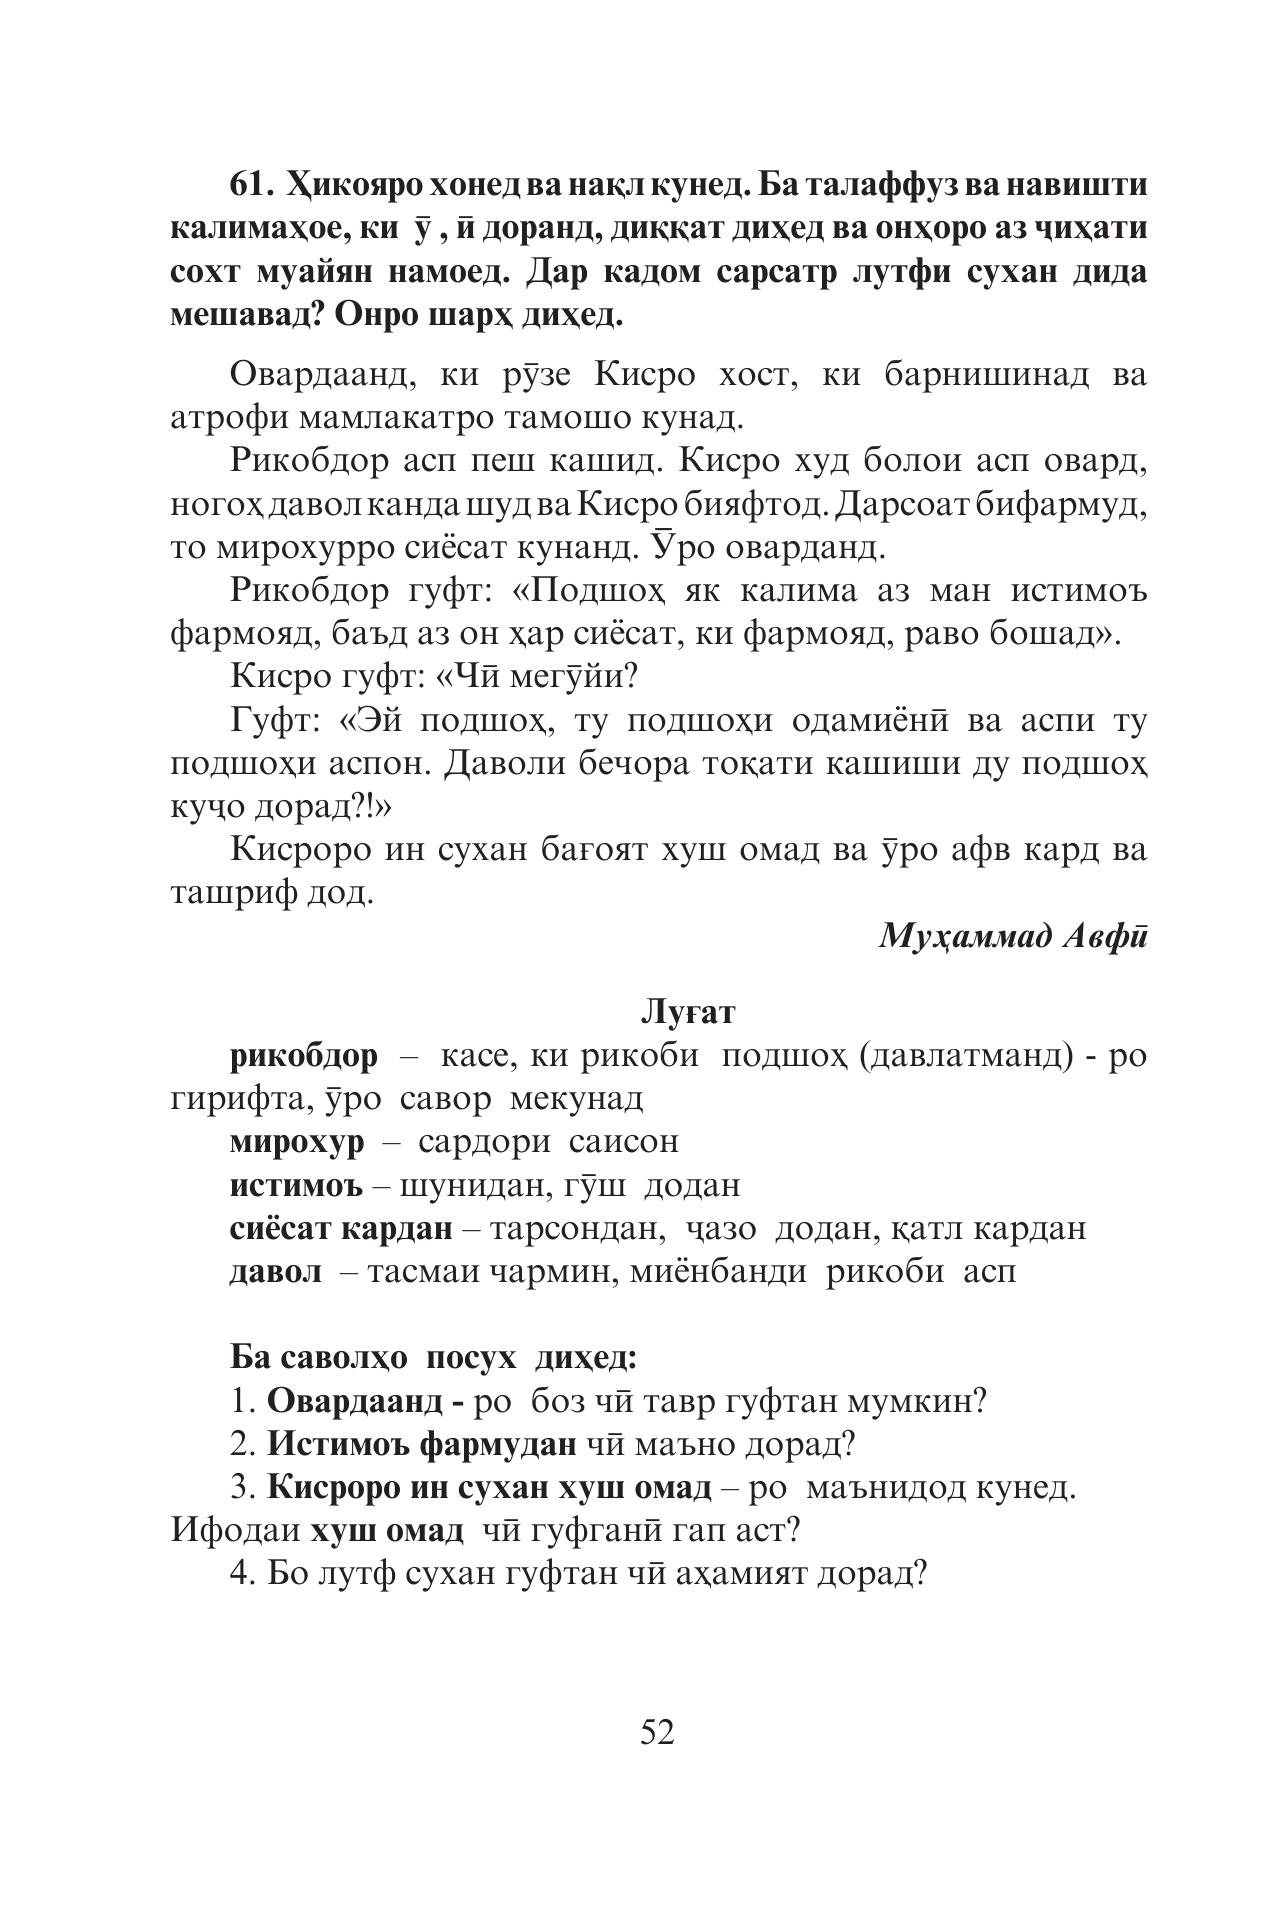 61. Ҳикояро хонед ва нақл кунед. Ба талаффуз ва навишти
калимаҳое, ки ӯ , ӣ доранд, диққат диҳед ва онҳоро аз ҷиҳати
сохт муайян намоед. Дар кадом сарсатр лутфи сухан дида
мешавад? Онро шарҳ диҳед.
Овардаанд, ки рӯзе Кисро хост, ки барнишинад ва
атрофи мамлакатро тамошо кунад.
Рикобдор асп пеш кашид. Кисро худ болои асп овард,
ногоҳ давол канда шуд ва Кисро бияфтод. Дарсоат бифармуд,
то мирохурро сиёсат кунанд. Ӯро оварданд.
Рикобдор гуфт: «Подшоҳ як калима аз ман истимоъ
фармояд, баъд аз он ҳар сиёсат, ки фармояд, раво бошад».
Кисро гуфт: «Чӣ мегӯйи?
Гуфт: «Эй подшоҳ, ту подшоҳи одамиёнӣ ва аспи ту
подшоҳи аспон. Даволи бечора тоқати кашиши ду подшоҳ
куҷо дорад?!»
Кисроро ин сухан бағоят хуш омад ва ӯро афв кард ва
ташриф дод.
Муҳаммад Авфӣ
Луғат
рикобдор – касе, ки рикоби подшоҳ (давлатманд) - ро
гирифта, ӯро савор мекунад
мирохур – сардори саисон
истимоъ – шунидан, гӯш додан
сиёсат кардан – тарсондан, ҷазо додан, қатл кардан
давол – тасмаи чармин, миёнбанди рикоби асп
Ба саволҳо посух диҳед:
1. Овардаанд - ро боз чӣ тавр гуфтан мумкин?
2. Истимоъ фармудан чӣ маъно дорад?
3. Кисроро ин сухан хуш омад – ро маънидод кунед.
Ифодаи хуш омад чӣ гуфганӣ гап аст?
4. Бо лутф сухан гуфтан чӣ аҳамият дорад?
52